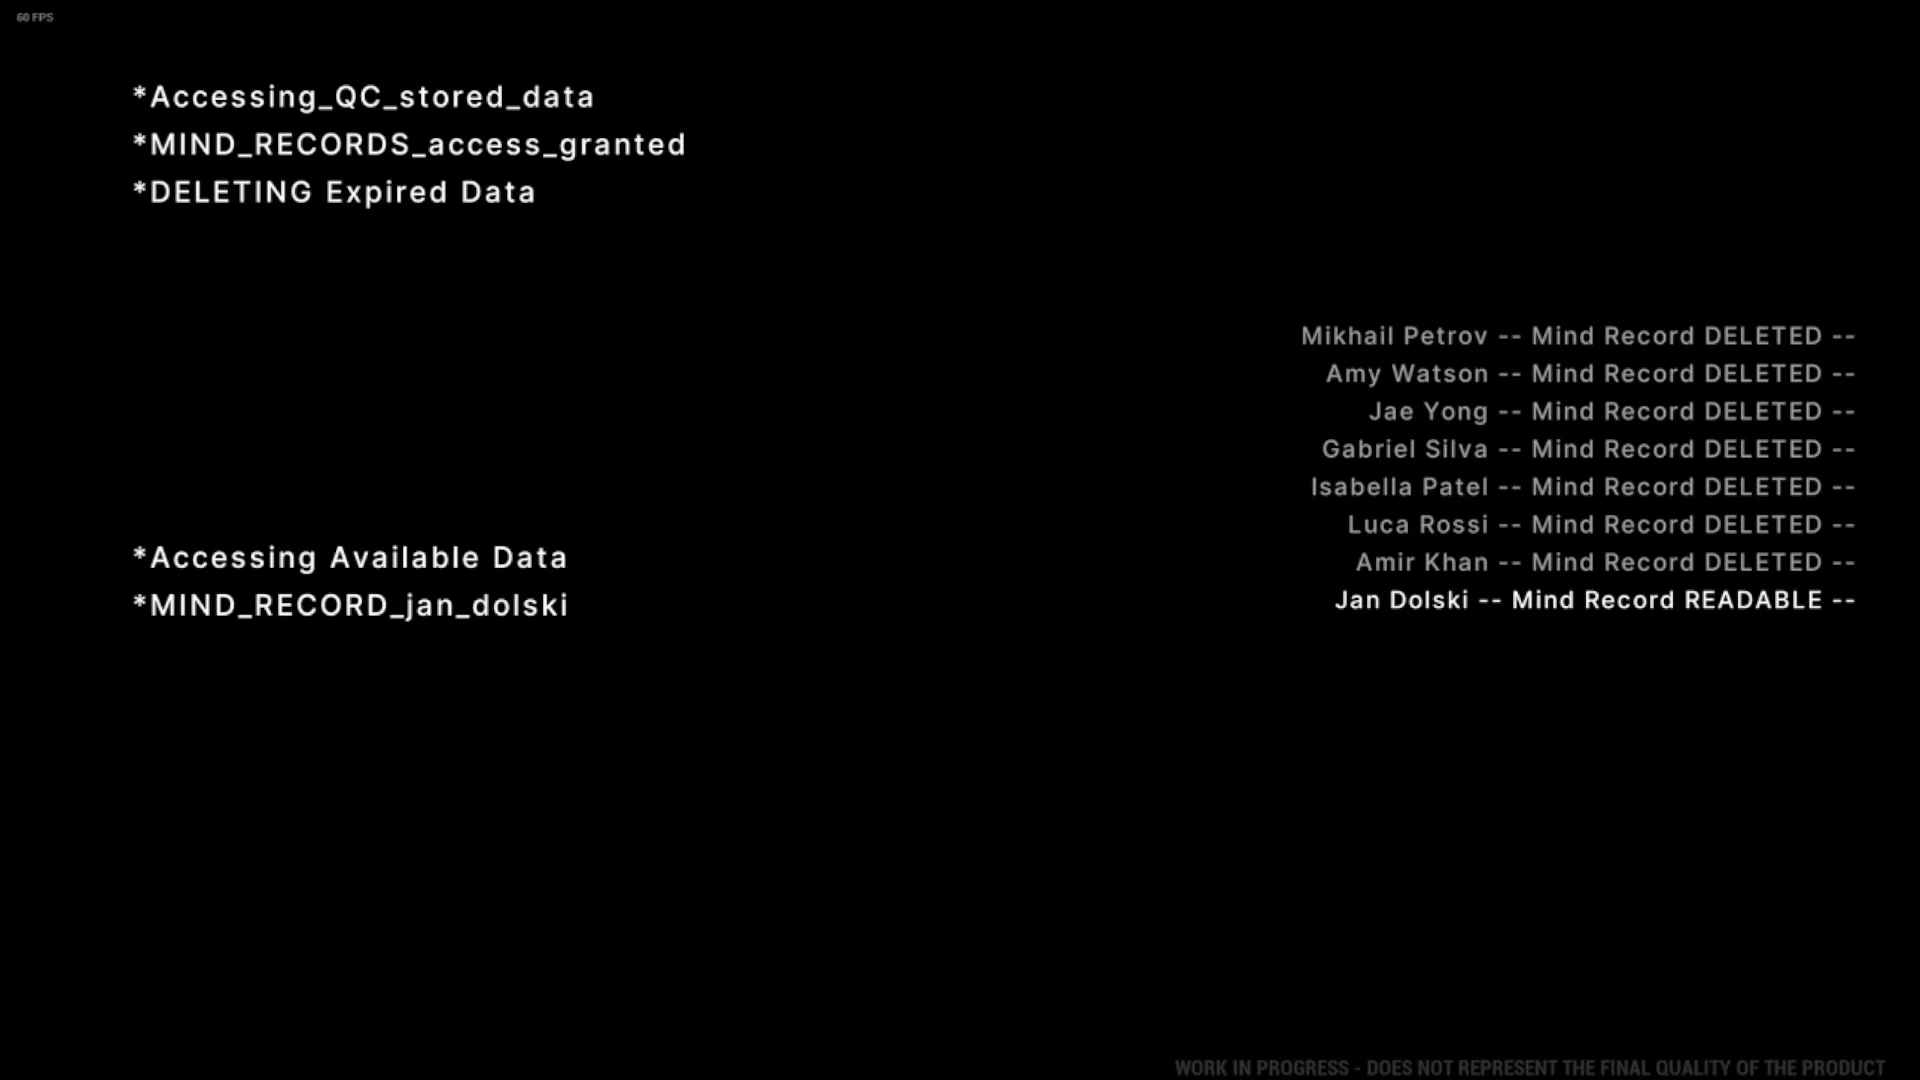 60 FPS
*Accessing_QC_stored_data
*MIND_RECORDS_access_granted
*DELETING Expired Data
Mikhail Petrov -- Mind Record DELETED --
Amy Watson -- Mind Record DELETED --
Jae Yong -- Mind Record DELETED --
Gabriel Silva -- Mind Record DELETED --
Isabella Patel -- Mind Record DELETED --
Luca Rossi -- Mind Record DELETED --
Amir Khan -- Mind Record DELETED --
Jan Dolski -- Mind Record READABLE --
*Accessing Available Data
*MIND_RECORD_jan_dolski
WORK IN PROGRESS - DOES NOT REPRESENT THE FINAL QUALITY OF THE PRODUCT